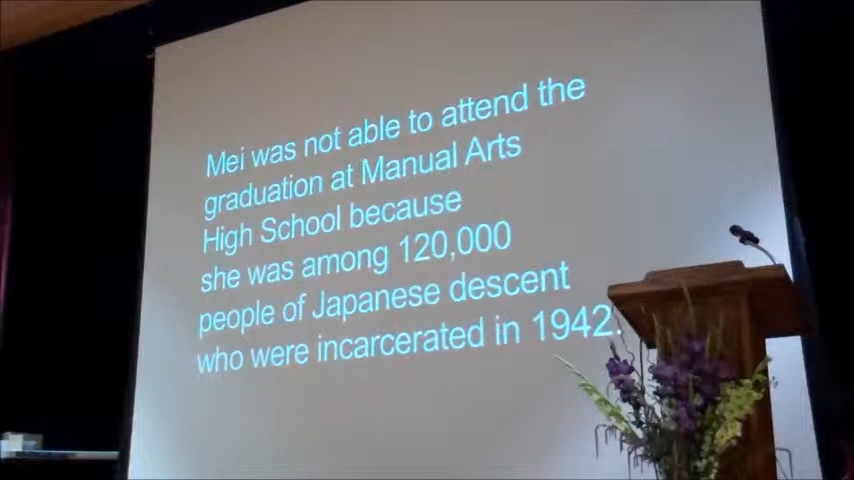 Mei was not able to attend the
graduation at Manual Arts
High School because
she was among 120,000
people of Japanese descent
who were incarcerated in 1942.